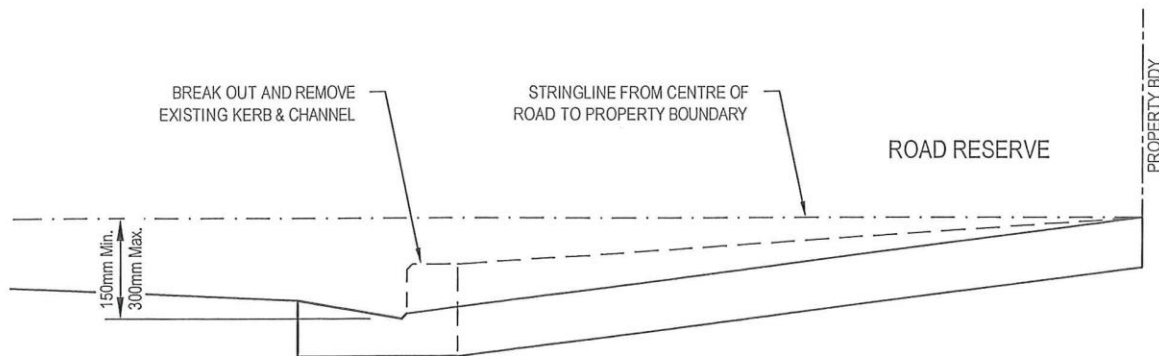 BREAK OUT AND REMOVE
EXISTING KERB & CHANNEL
STRINGLINE FROM CENTRE OF
ROAD TO PROPERTY BOUNDARY
ROAD RESERVE
PROPERTY BDY
150mm Min.
300mm Max.